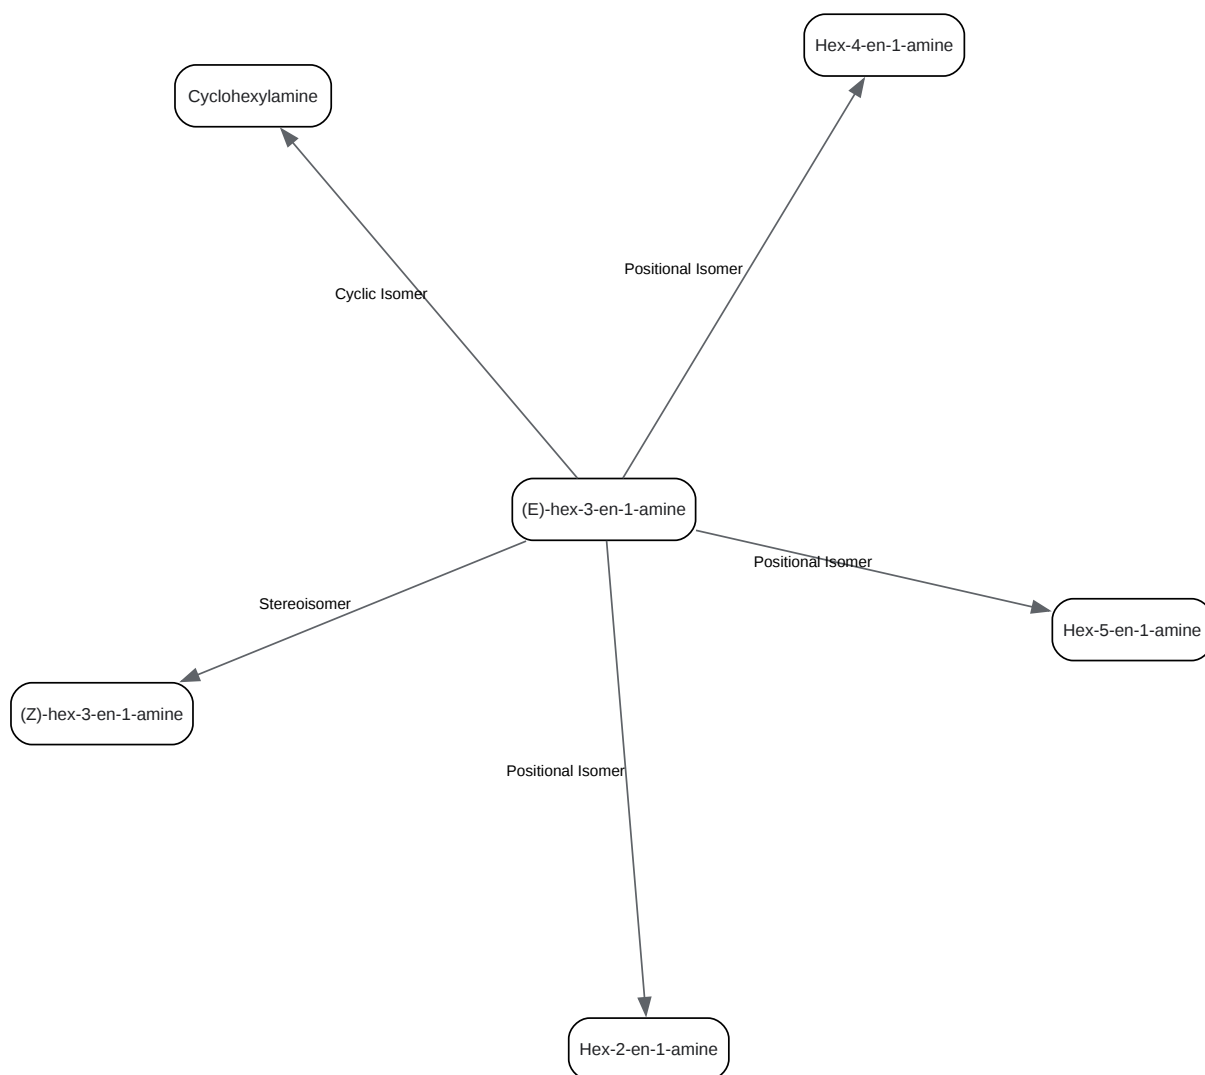 Hex-4-en-1-amine
Cyclohexylamine
Positional Isomer
Cyclic Isomer
(E)-hex-3-en-1-amine
Positional Isomer
Stereoisomer
Hex-5-en-1-amine
(Z)-hex-3-en-1-amine
Positional Isomer
Hex-2-en-1-amine